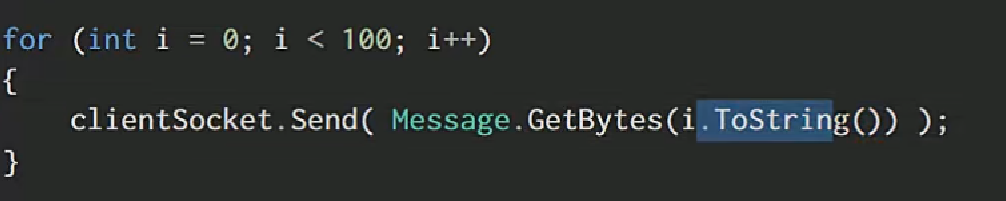 for (int i = 0; i < 100; i++)
{
    clientSocket.Send( Message.GetBytes(i.ToString()) );
}